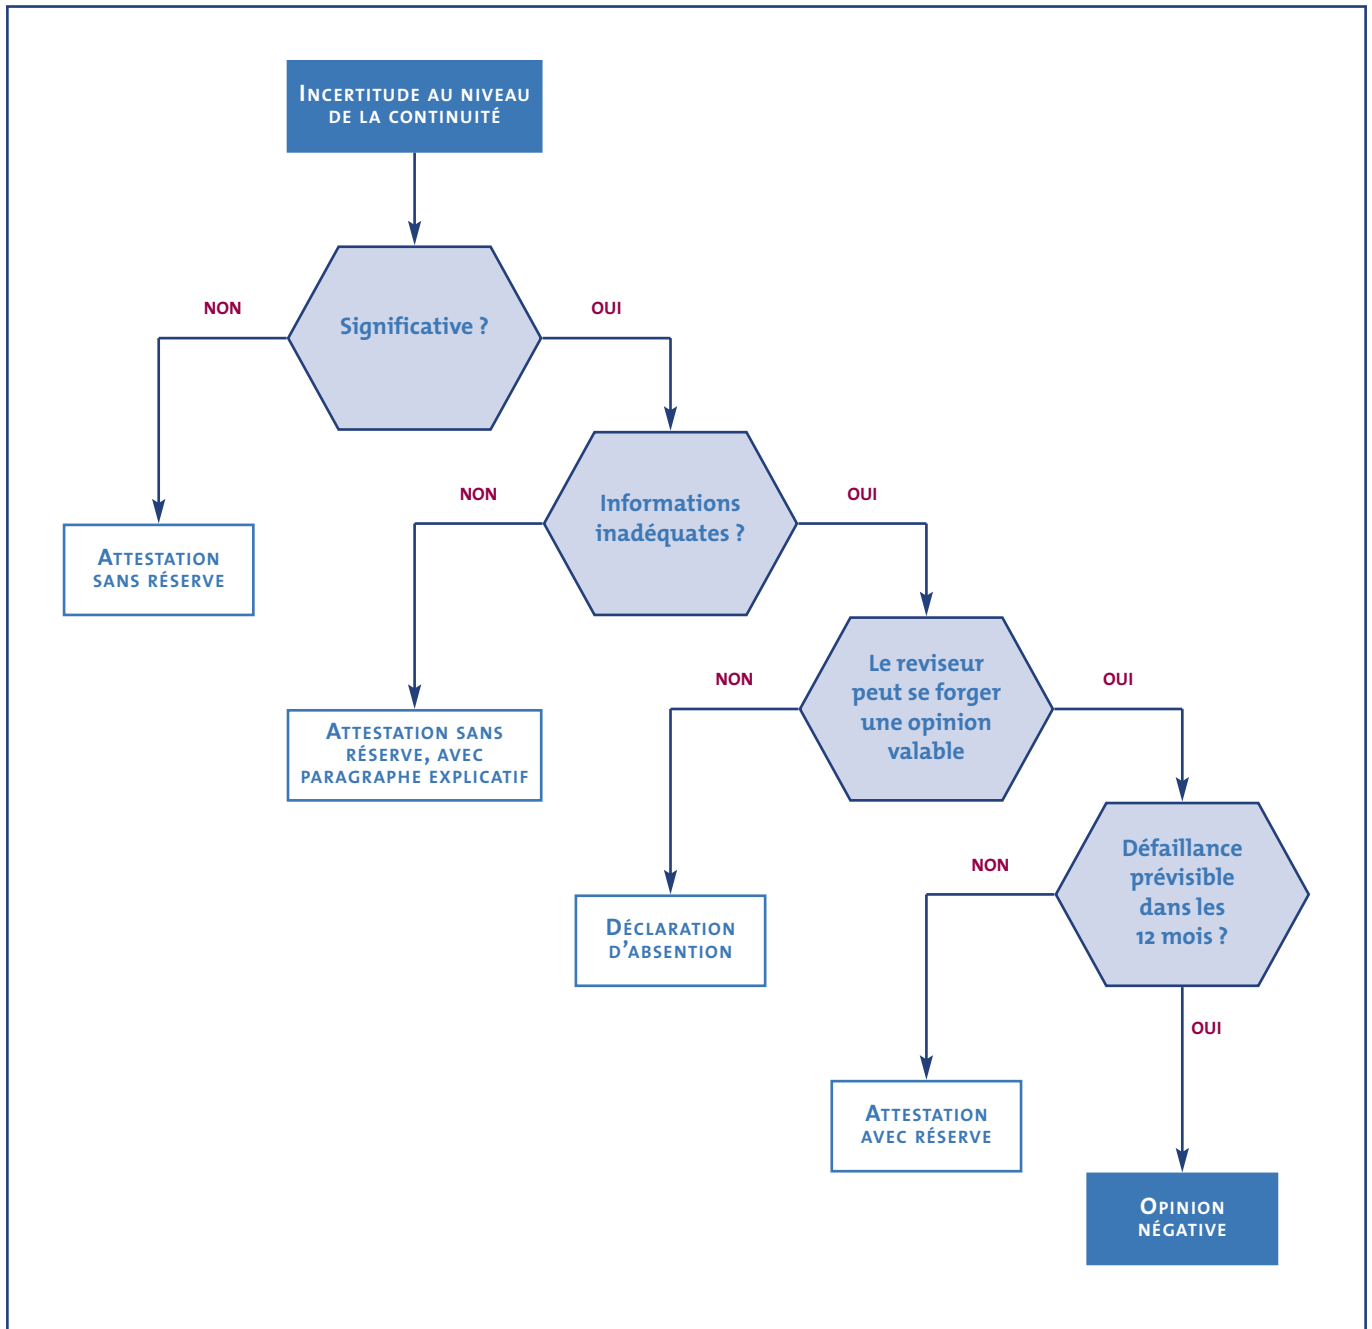 Incertitude au niveau
de la continuité
NON
OUI
Significative ?
NON
OUI
Informations
inadéquates ?
Attestation
sans réserve
NON
OUI
Le reviseur
peut se forger
une opinion
valable
Attestation sans
réserve, avec
paragraphe explicatif
NON
Défaillance
prévisible
dans les
12 mois ?
Déclaration
d'absention
OUI
Attestation
avec réserve
Opinion
négative